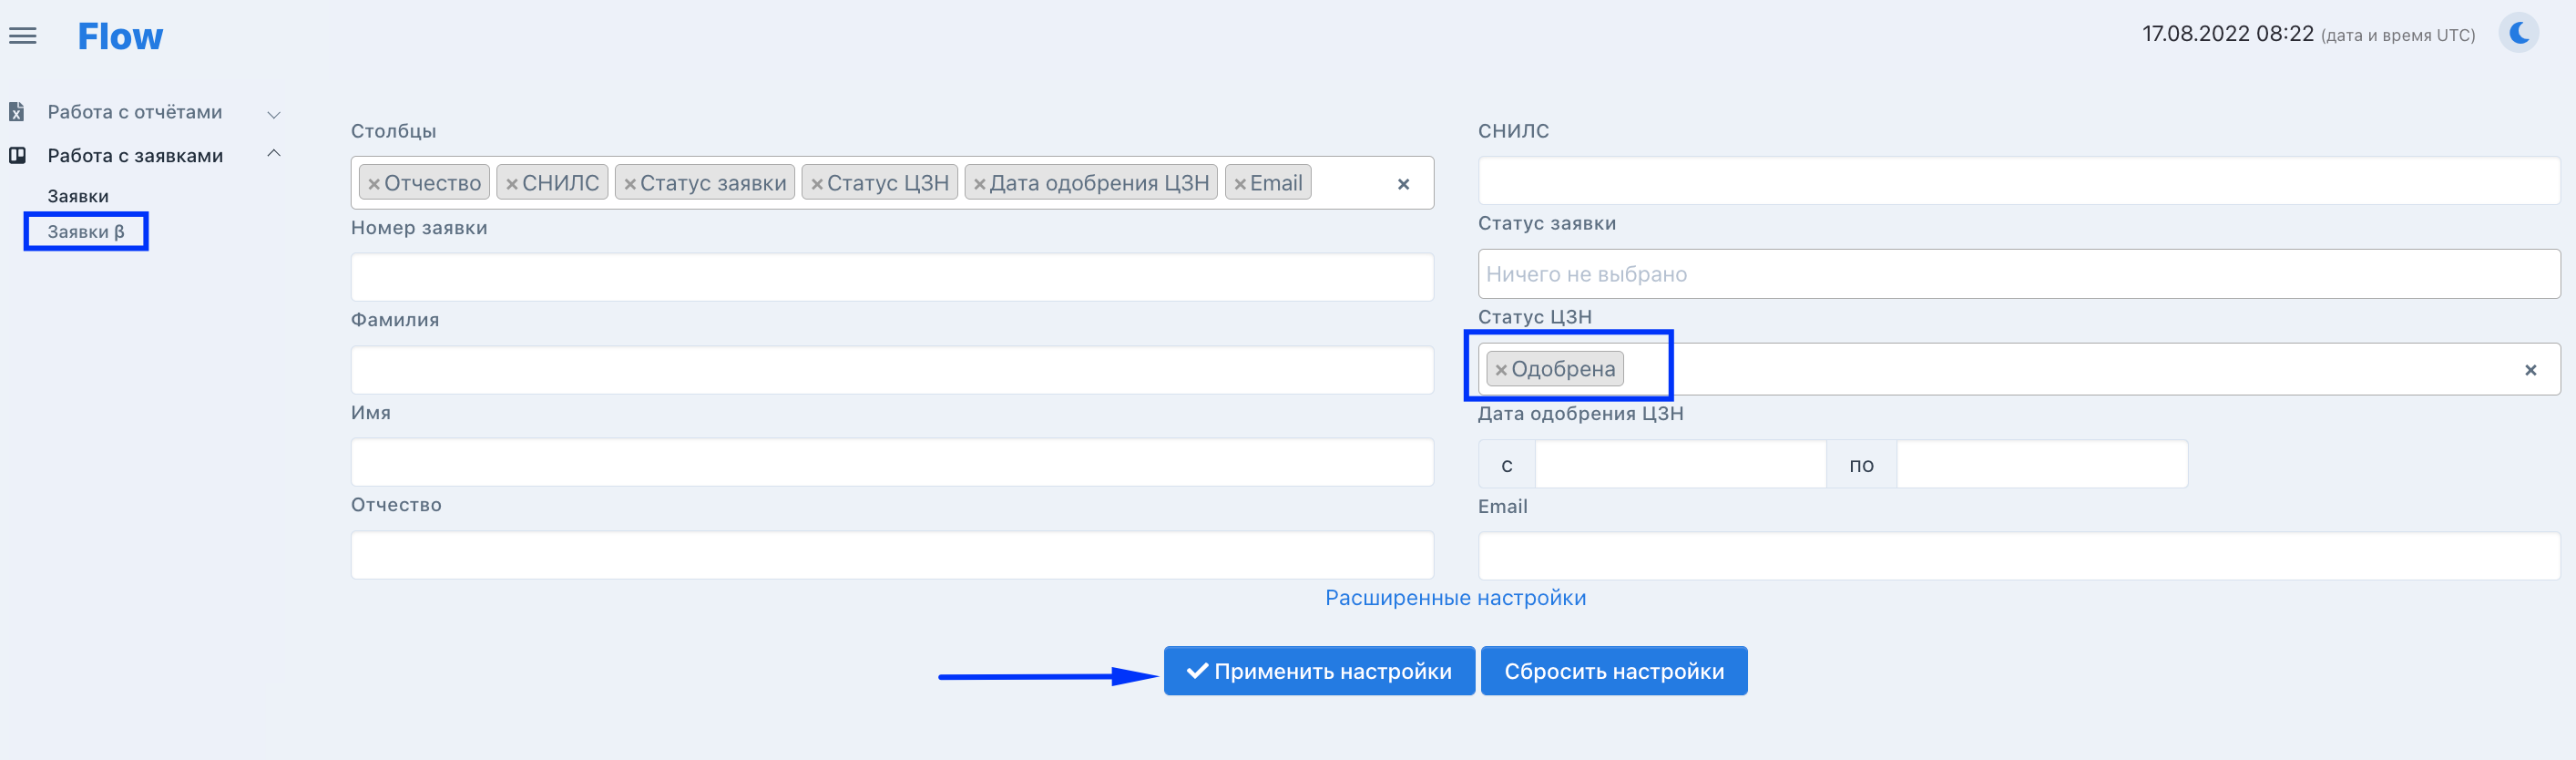 Flow
17.08.2022 08:22 (дата и время UTC)
Работа с отчётами
Работа с заявками
Заявки
Заявки β
Столбцы
×Отчество ×СНИЛС ×Статус заявки ×Статус ЦЗН ×Дата одобрения ЦЗН ×Email ×
Номер заявки
Фамилия
Имя
Отчество
СНИЛС
Статус заявки
Ничего не выбрано
Статус ЦЗН
×Одобрена ×
Дата одобрения ЦЗН
с по
Email
Расширенные настройки
Применить настройки Сбросить настройки